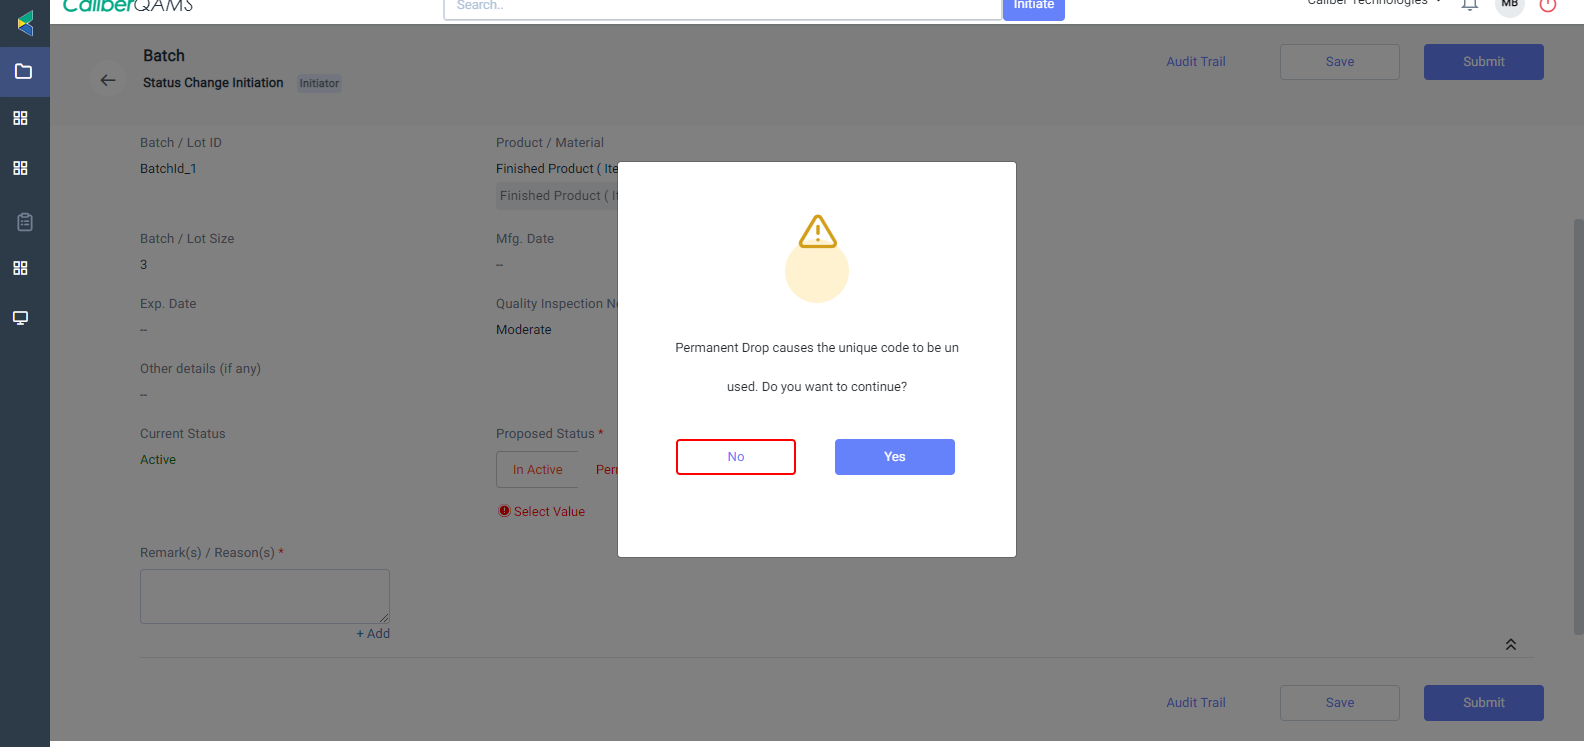 CaliberQAMS
Search..
Initiate
Caliber Technologies
MB
Batch
Status Change Initiation
Initiator
Audit Trail
Save
Submit
Batch / Lot ID
BatchId_1
Product / Material
Finished Product ( Ite
Finished Product ( I
Batch / Lot Size
3
Mfg. Date
--
Exp. Date
--
Quality Inspection N
Moderate
Other details (if any)
--
Current Status
Active
Proposed Status *
In Active
Per
Select Value
Remark(s) / Reason(s) *
+ Add
Permanent Drop causes the unique code to be un
used. Do you want to continue?
No
Yes
Audit Trail
Save
Submit